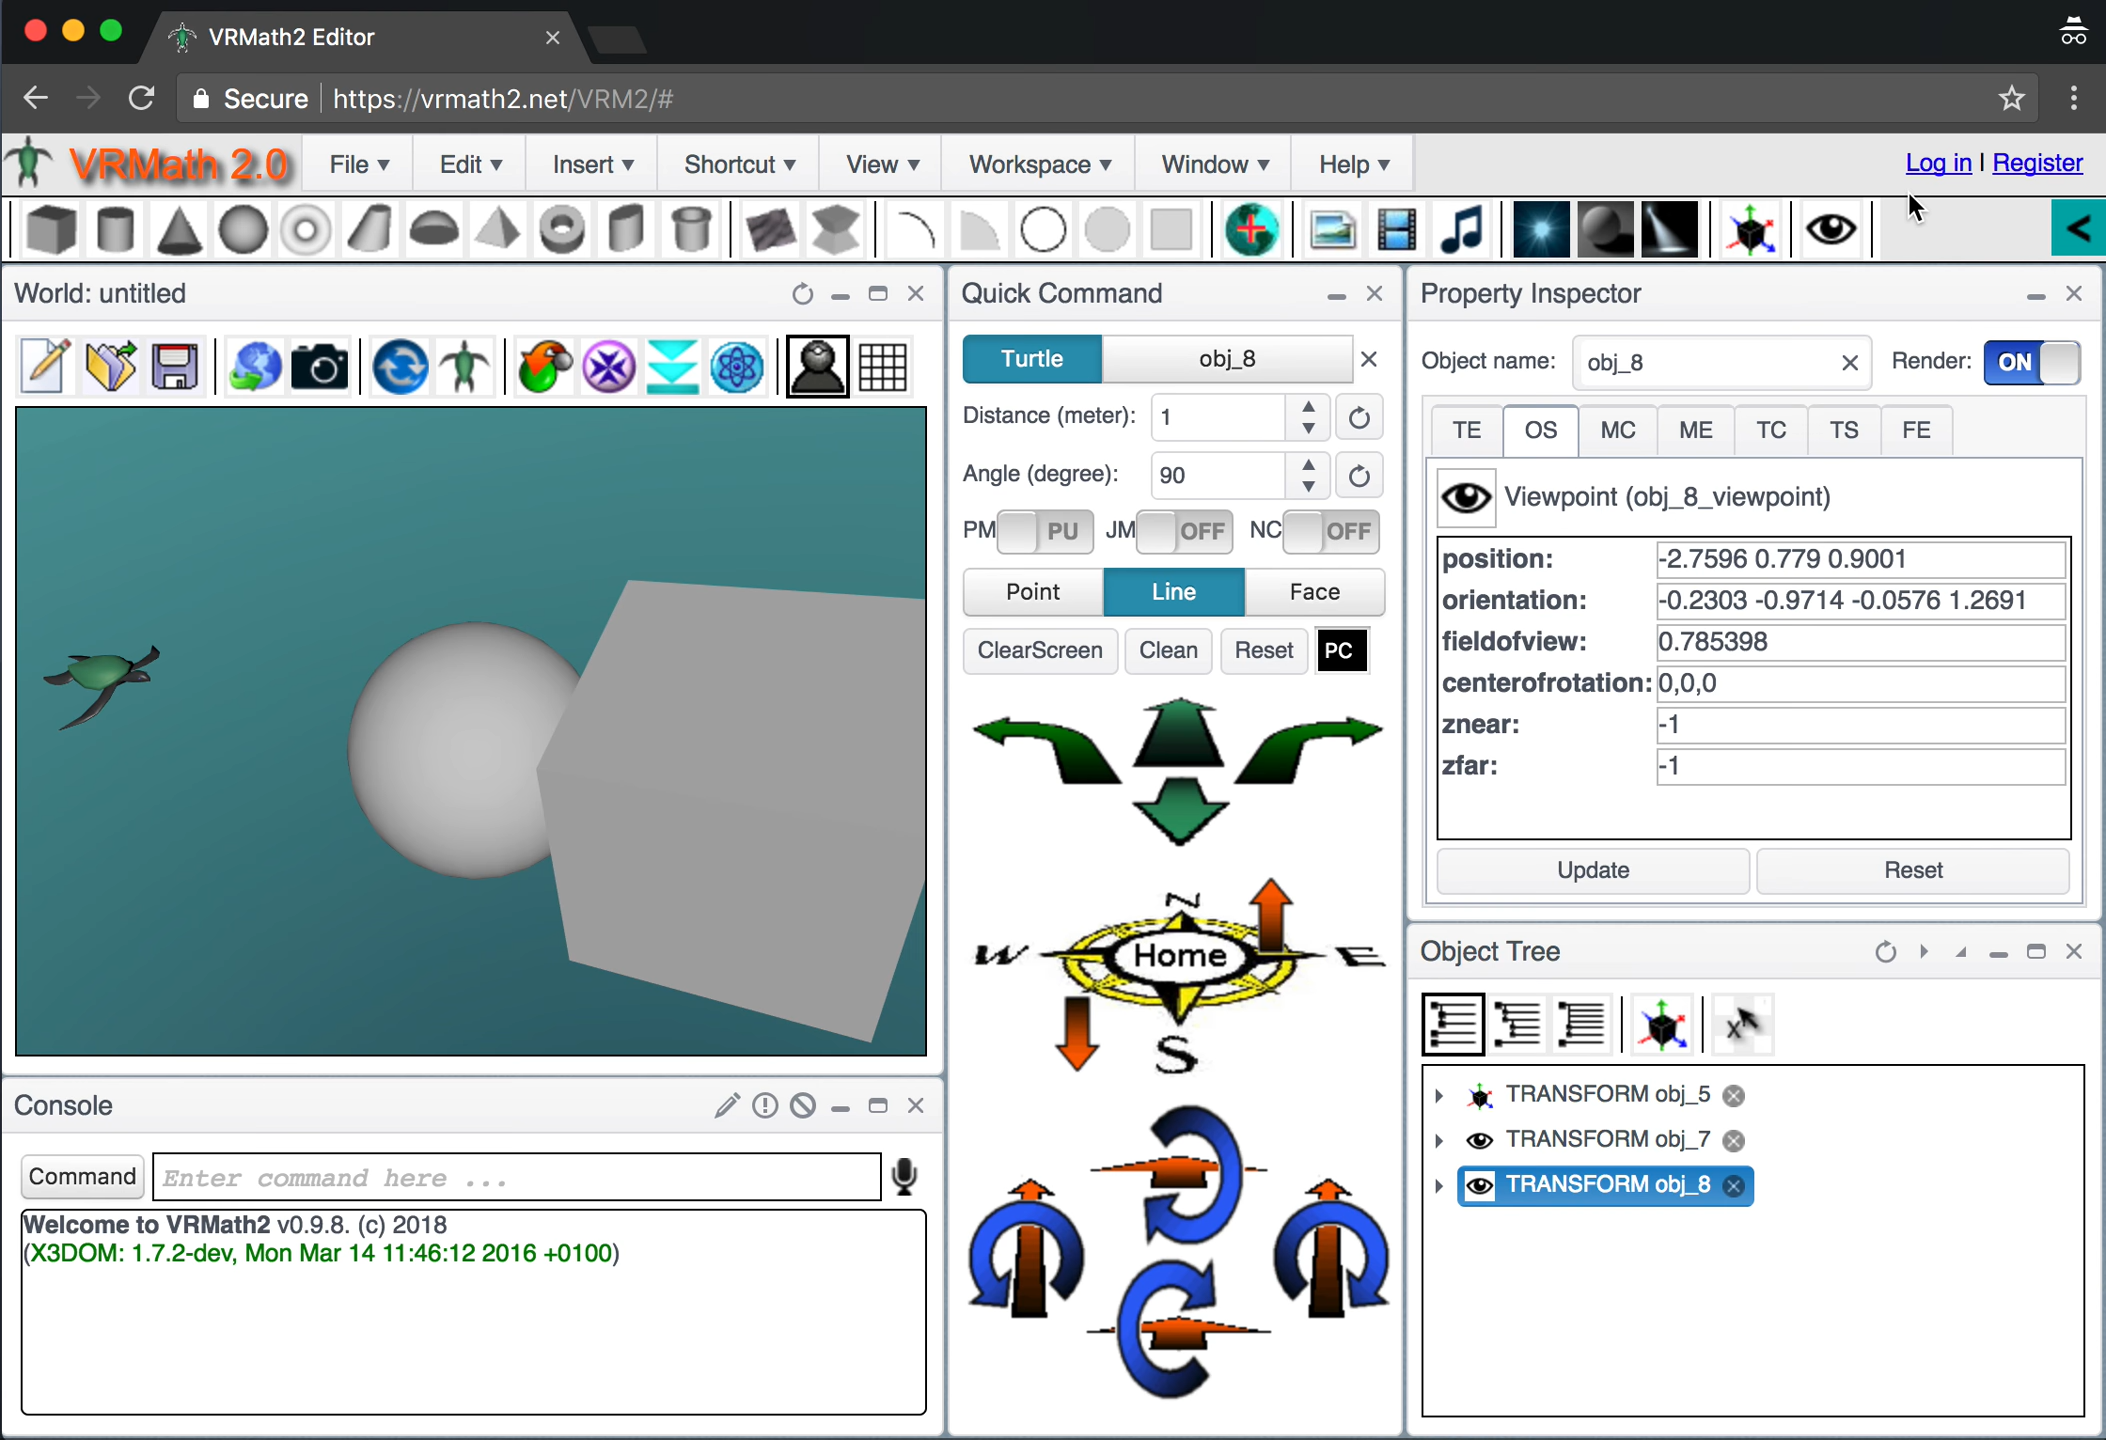 VRMath2 Editor
Secure https://vrmath2.net/VRM2/#
VRMath 2.0 File Edit Insert Shortcut View Workspace Window Help Log in | Register
World: untitled
Quick Command
Turtle obj_8
Distance (meter): 1
Angle (degree): 90
PM PU JM OFF NC OFF
Point Line Face
ClearScreen Clean Reset PC
N
W Home E
S
Property Inspector
Object name: obj_8 Render: ON
TE OS MC ME TC TS FE
Viewpoint (obj_8_viewpoint)
position: -2.7596 0.779 0.9001
orientation: -0.2303 -0.9714 -0.0576 1.2691
fieldofview: 0.785398
centerofrotation: 0,0,0
znear: -1
zfar: -1
Update Reset
Object Tree
TRANSFORM obj_5
TRANSFORM obj_7
TRANSFORM obj_8
Console
Command Enter command here ...
Welcome to VRMath2 v0.9.8. (c) 2018
(X3DOM: 1.7.2-dev, Mon Mar 14 11:46:12 2016 +0100)